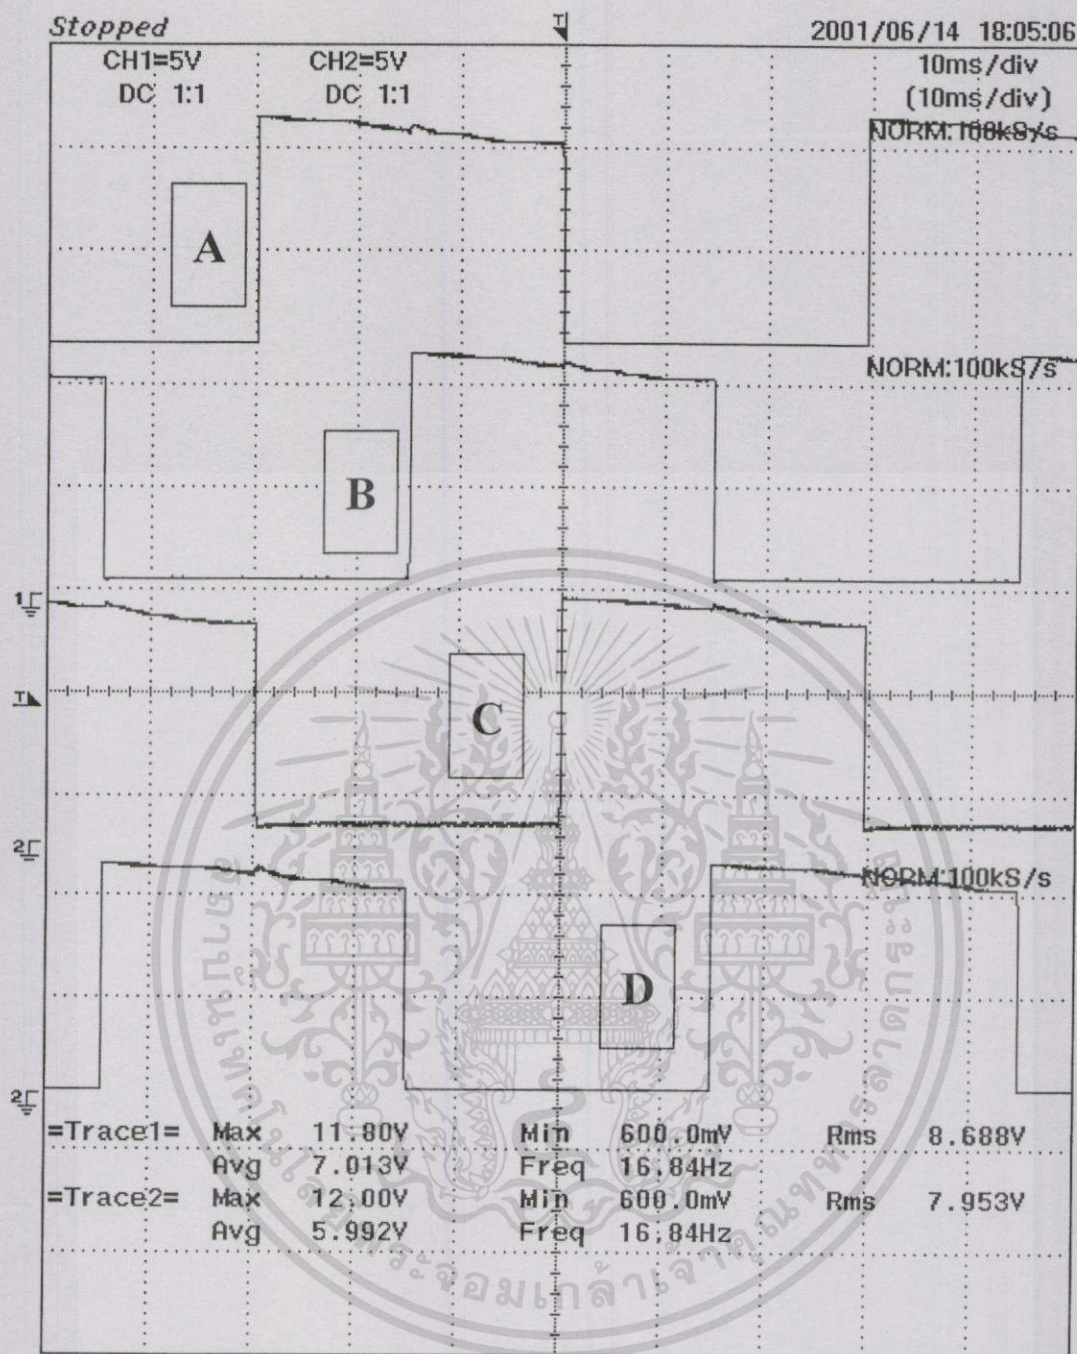 Stopped
2001/06/14 18:05:06
CH1=5V CH2=5V 10ms/div
DC 1:1 DC 1:1 (10ms/div)
NORM:100kS/s
A
NORM:100kS/s
B
C
NORM:100kS/s
D
=Trace1= Max 11.80V Min 600.0mV Rms 8.688V
Avg 7.013V Freq 16.84Hz
=Trace2= Max 12.00V Min 600.0mV Rms 7.953V
Avg 5.992V Freq 16.84Hz